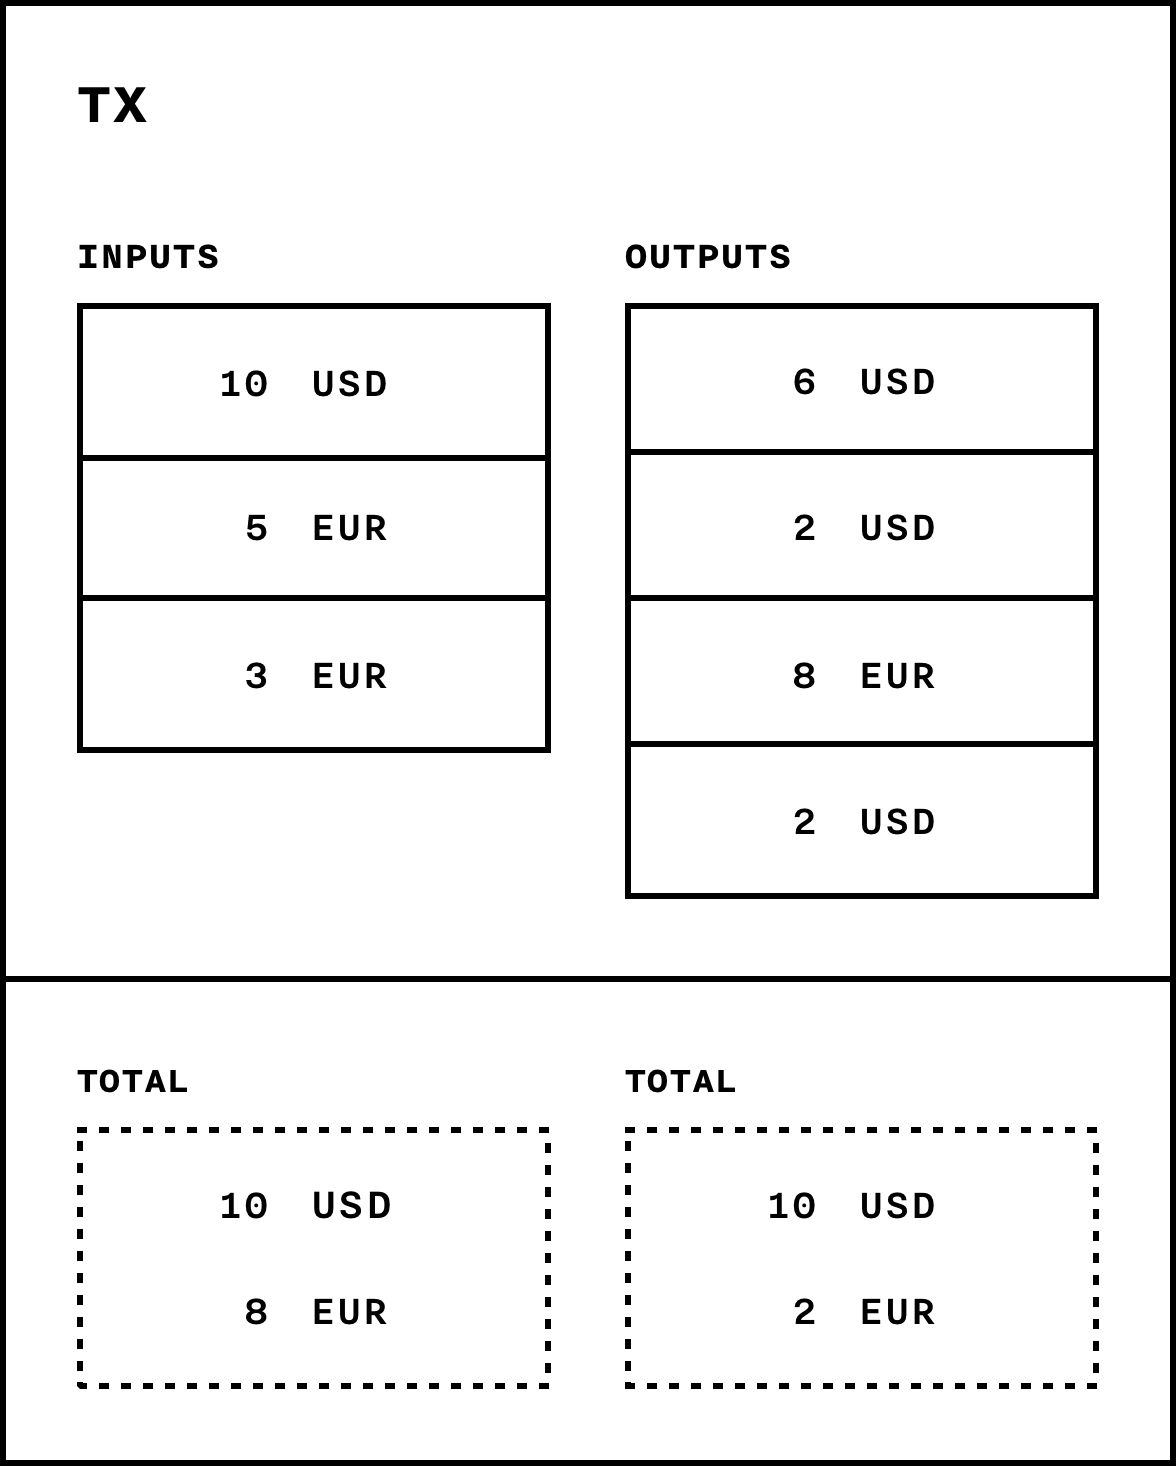 TX
INPUTS
10 USD
5 EUR
3 EUR
OUTPUTS
6 USD
2 USD
8 EUR
2 USD
TOTAL
10 USD
8 EUR
TOTAL
10 USD
2 EUR